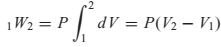 ₁W₂ = P ∫₁² dV = P(V₂ − V₁)